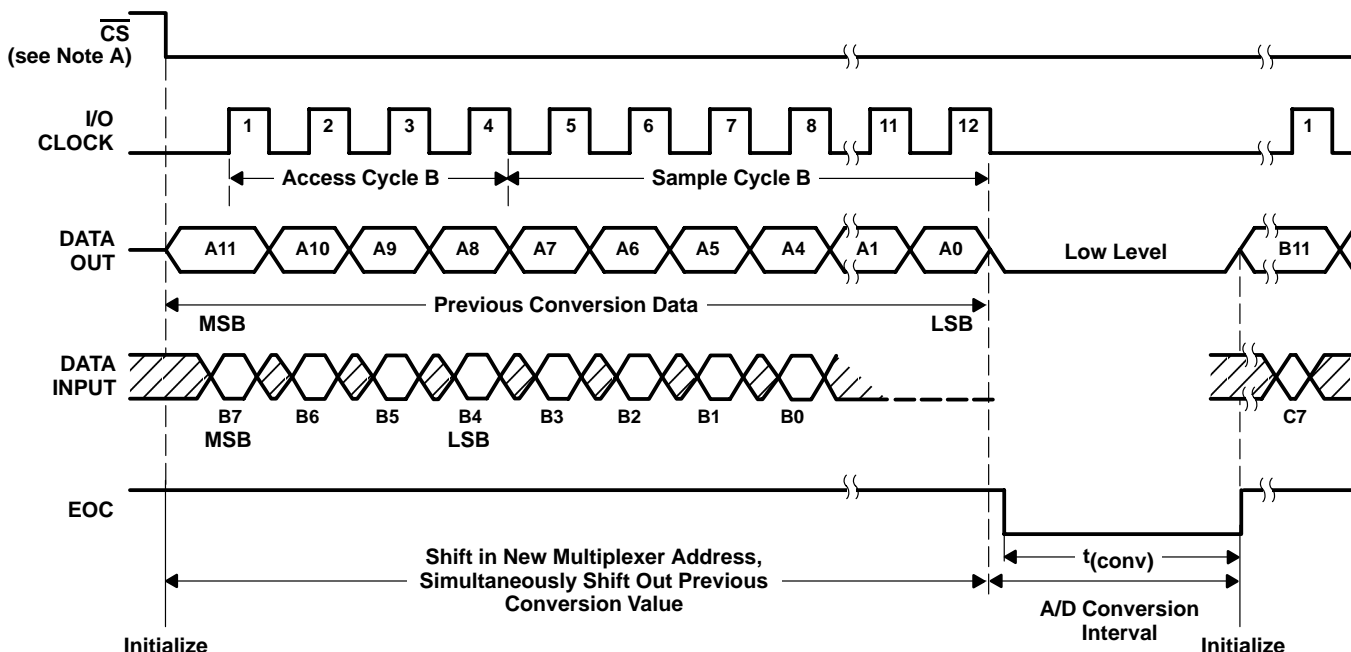 CS
(see Note A)
I/O
CLOCK
1 2 3 4 5 6 7 8 11 12 1
Access Cycle B Sample Cycle B
DATA
OUT
A11 A10 A9 A8 A7 A6 A5 A4 A1 A0 Low Level B11
Previous Conversion Data
MSB LSB
DATA
INPUT
B7 B6 B5 B4 B3 B2 B1 B0 C7
MSB LSB
EOC
t(conv)
Shift in New Multiplexer Address,
Simultaneously Shift Out Previous
Conversion Value
A/D Conversion
Interval
Initialize Initialize